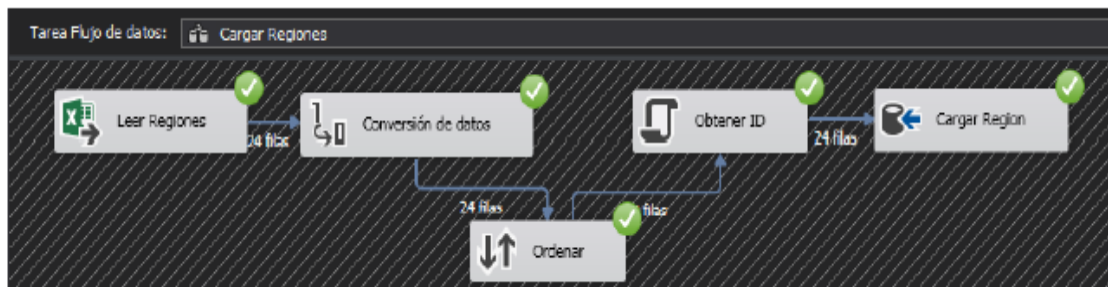 Tarea Flujo de datos: Cargar Regiones
Leer Regiones
24 filas
Conversión de datos
24 filas
Ordenar
filas
Obtener ID
24 filas
Cargar Region